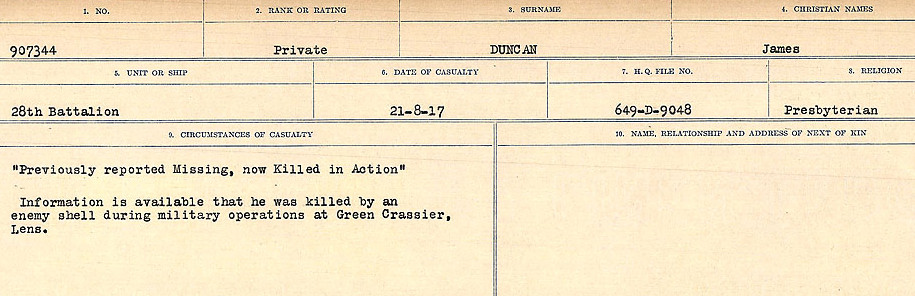 1. NO. 2. RANK OR RATING 3. SURNAME 4. CHRISTIAN NAMES
907344 Private DUNCAN James
5. UNIT OR SHIP 6. DATE OF CASUALTY 7. H.Q. FILE NO. 8. RELIGION
28th Battalion 21-8-17 649-D-9048 Presbyterian
9. CIRCUMSTANCES OF CASUALTY 10. NAME, RELATIONSHIP AND ADDRESS OF NEXT OF KIN
"Previously reported Missing, now Killed in Action"
Information is available that he was killed by an
enemy shell during military operations at Green Crassier,
Lens.